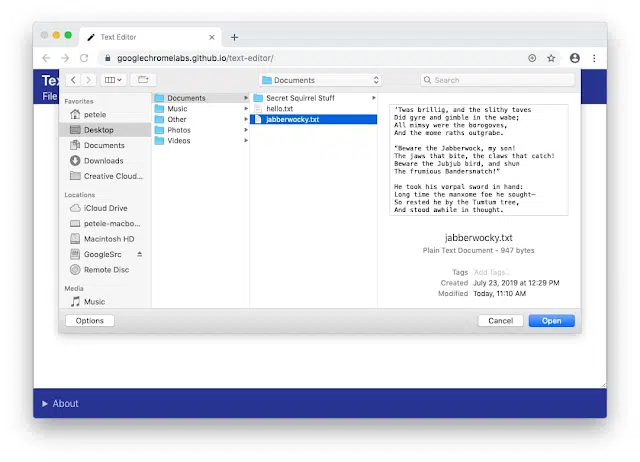 Text Editor
googlechromelabs.github.io/text-editor/
Documents
Search
File
Favorites
petele
Desktop
Documents
Downloads
Creative Cloud...
Locations
iCloud Drive
petele-macbo...
Macintosh HD
GoogleSrc
Remote Disc
Media
Music
Documents
Music
Other
Photos
Videos
Secret Squirrel Stuff
hello.txt
jabberwocky.txt
'Twas brillig, and the slithy toves
Did gyre and gimble in the wabe;
All mimsy were the borogoves,
And the mome raths outgrabe.
"Beware the Jabberwock, my son!
The jaws that bite, the claws that catch!
Beware the Jubjub bird, and shun
The frumious Bandersnatch!"
He took his vorpal sword in hand:
Long time the manxome foe he sought—
So rested he by the Tumtum tree,
And stood awhile in thought.
jabberwocky.txt
Plain Text Document - 947 bytes
Tags Add Tags...
Created July 23, 2019 at 12:29 PM
Modified Today, 11:10 AM
Options
Cancel
Open
About